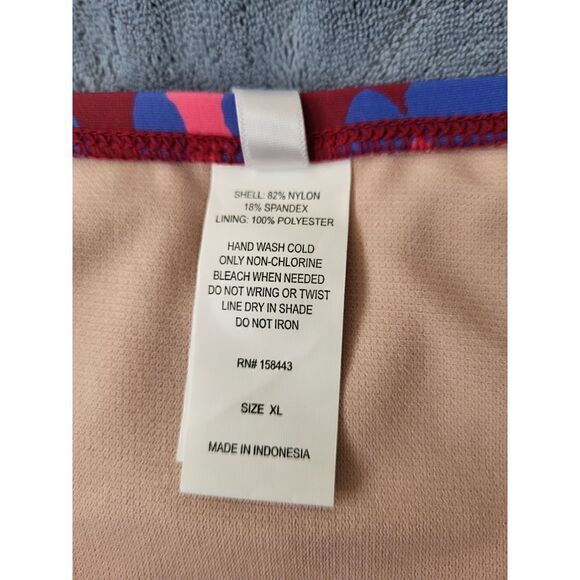 SHELL: 82% NYLON
18% SPANDEX
LINING: 100% POLYESTER
HAND WASH COLD
ONLY NON-CHLORINE
BLEACH WHEN NEEDED
DO NOT WRING OR TWIST
LINE DRY IN SHADE
DO NOT IRON
RN# 158443
SIZE XL
MADE IN INDONESIA